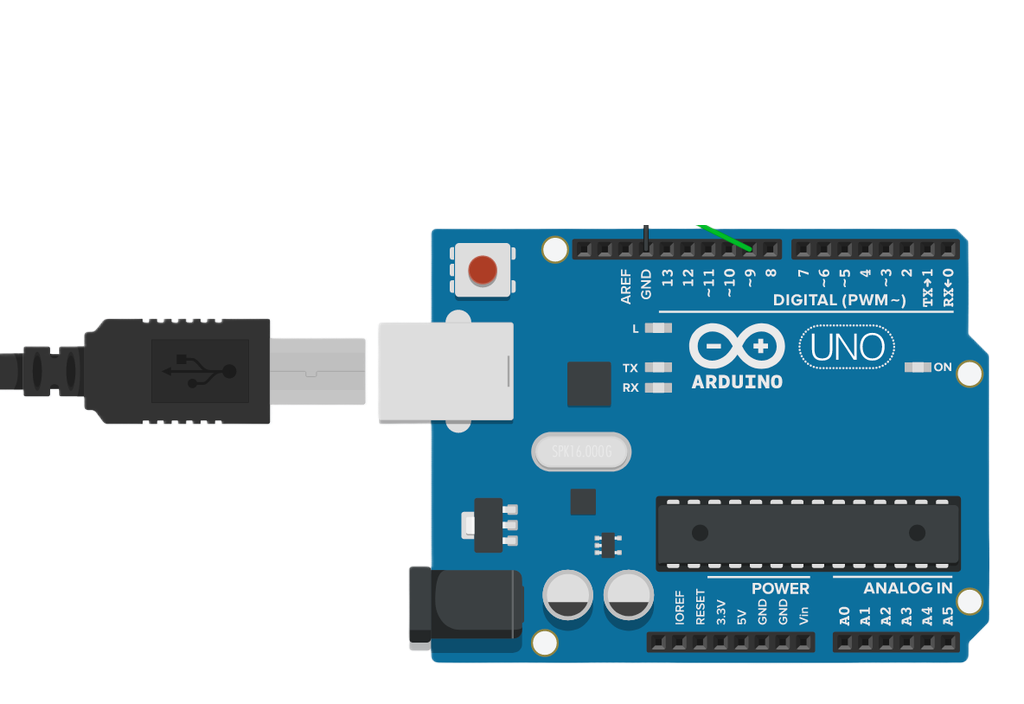 AREF
GND
13
12
~11
~10
~9
8
7
~6
~5
4
~3
2
TX→1
RX←0
DIGITAL (PWM~)
L
TX
RX
ARDUINO
UNO
ON
SPK16.000G
POWER
ANALOG IN
IOREF
RESET
3.3V
5V
GND
GND
Vin
A0
A1
A2
A3
A4
A5